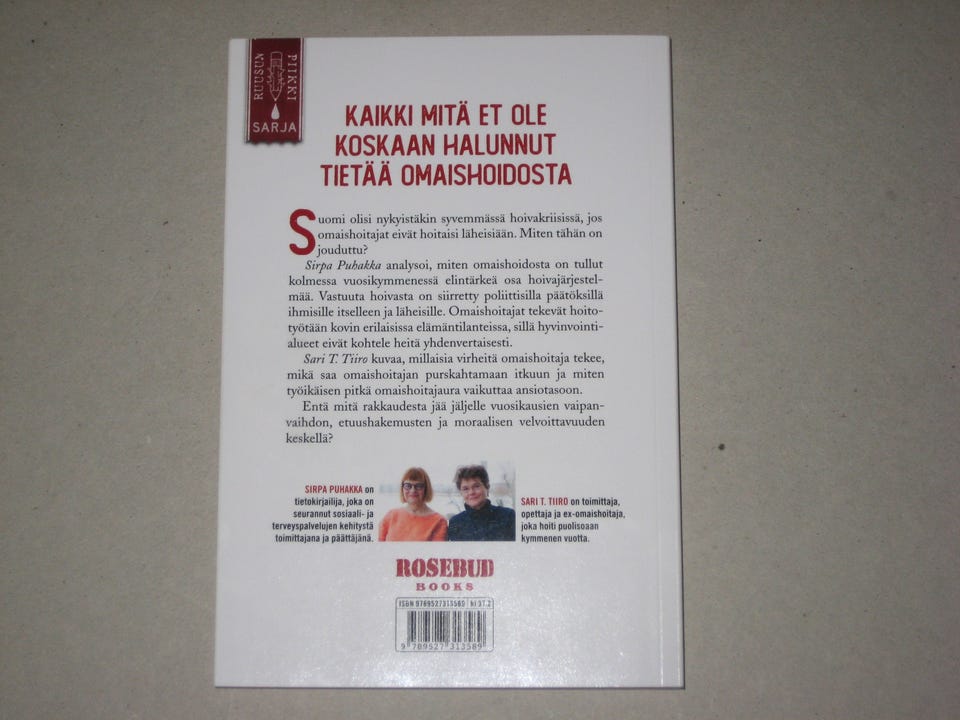 RUUSUN
PIIKKI
SARJA
KAIKKI MITÄ ET OLE
KOSKAAN HALUNNUT
TIETÄÄ OMAISHOIDOSTA
Suomi olisi nykyistäkin syvemmässä hoivakriisissä, jos
omaishoitajat eivät hoitaisi läheisiään. Miten tähän on
jouduttu?
Sirpa Puhakka analysoi, miten omaishoidosta on tullut
kolmessa vuosikymmenessä elintärkeä osa hoivajärjestel-
mää. Vastuuta hoivasta on siirretty poliittisilla päätöksillä
ihmisille itselleen ja läheisille. Omaishoitajat tekevät hoito-
työtään kovin erilaisissa elämäntilanteissa, sillä hyvinvointi-
alueet eivät kohtele heitä yhdenvertaisesti.
Sari T. Tiiro kuvaa, millaisia virheitä omaishoitaja tekee,
mikä saa omaishoitajan purskahtamaan itkuun ja miten
työikäisen pitkä omaishoitajaura vaikuttaa ansiotasoon.
Entä mitä rakkaudesta jää jäljelle vuosikausien vaipan-
vaihdon, etuushakemusten ja moraalisen velvoittavuuden
keskellä?
SIRPA PUHAKKA on
tietokirjailija, joka on
seurannut sosiaali- ja
terveyspalvelujen kehitystä
toimittajana ja päättäjänä.
SARI T. TIIRO on toimittaja,
opettaja ja ex-omaishoitaja,
joka hoiti puolisoaan
kymmenen vuotta.
ROSEBUD
BOOKS
ISBN 9789527313589 kl 37.2
9 789527 313589